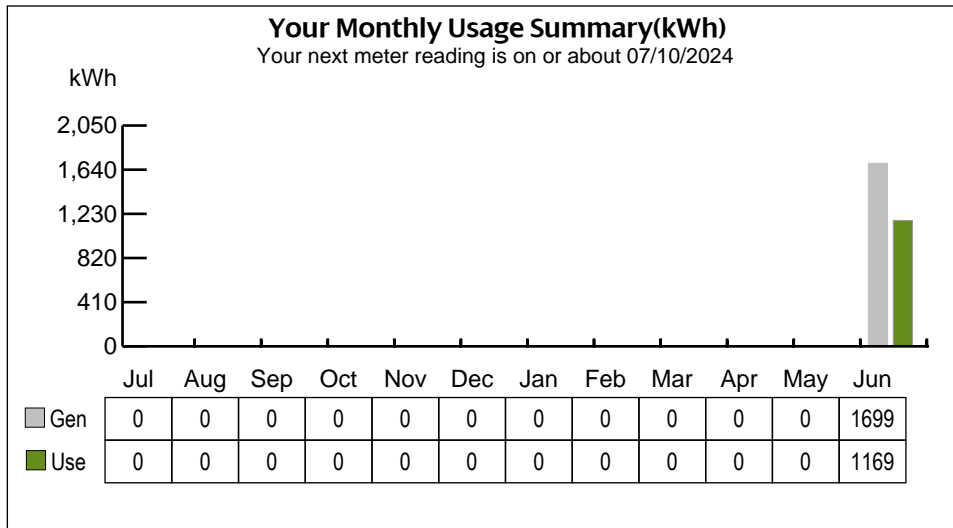 Your Monthly Usage Summary(kWh)
Your next meter reading is on or about 07/10/2024
kWh
2,050
1,640
1,230
820
410
0
Jul Aug Sep Oct Nov Dec Jan Feb Mar Apr May Jun
Gen 0 0 0 0 0 0 0 0 0 0 0 1699
Use 0 0 0 0 0 0 0 0 0 0 0 1169